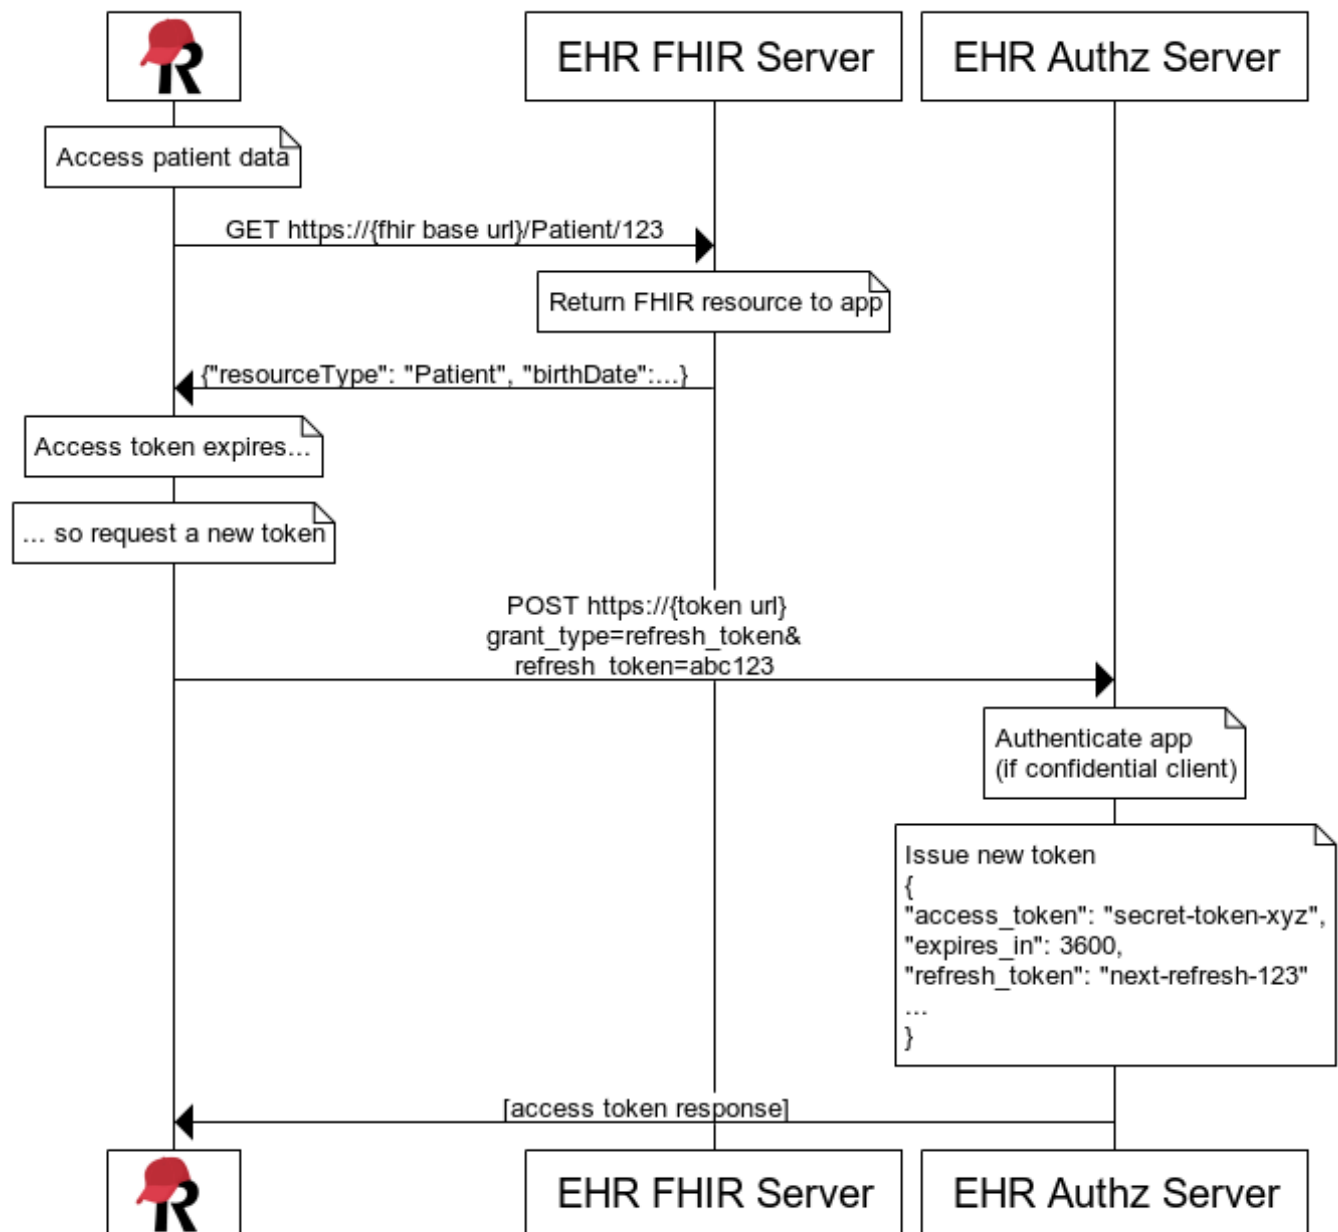 R
EHR FHIR Server
EHR Authz Server
Access patient data
GET https://{fhir base url}/Patient/123
Return FHIR resource to app
{"resourceType": "Patient", "birthDate":...}
Access token expires...
... so request a new token
POST https://{token url}
grant_type=refresh_token&
refresh_token=abc123
Authenticate app
(if confidential client)
Issue new token
{
"access_token": "secret-token-xyz",
"expires_in": 3600,
"refresh_token": "next-refresh-123"
...
}
[access token response]
R
EHR FHIR Server
EHR Authz Server